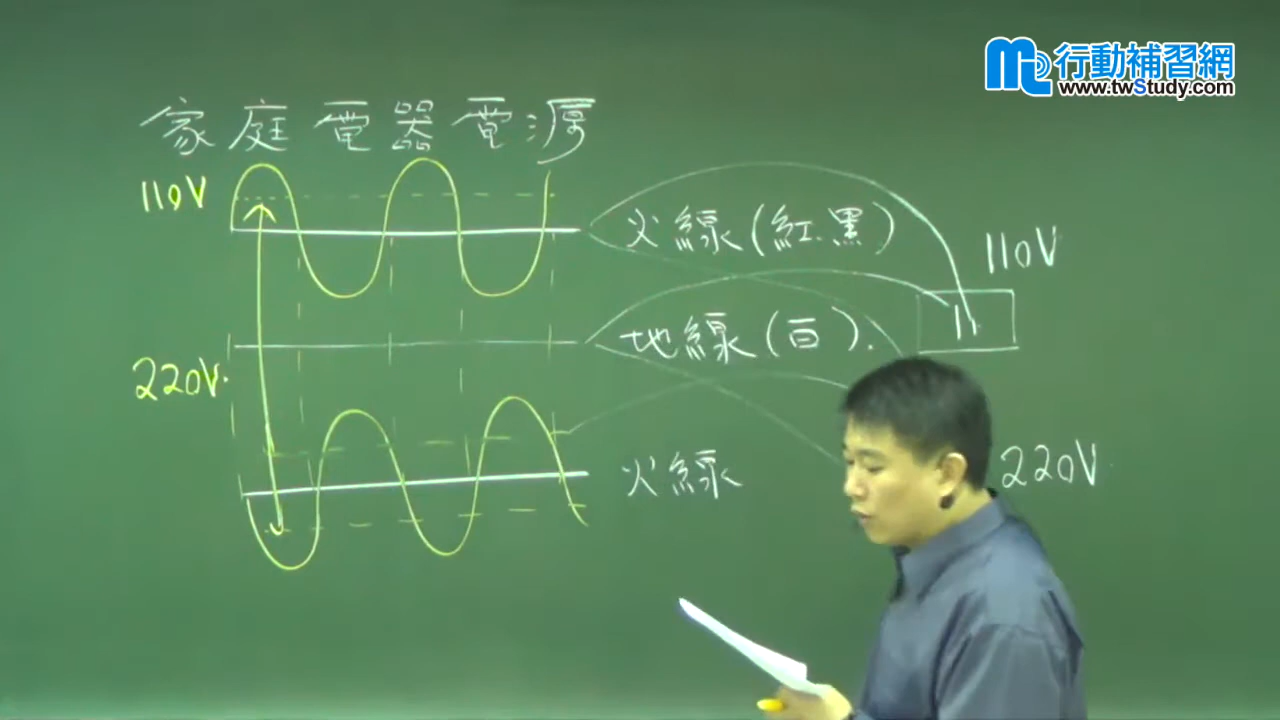 行動補習網
www.twStudy.com
家庭電器電源
110V
火線(紅.黑)
110V
地線(白).
220V.
火線
220V.